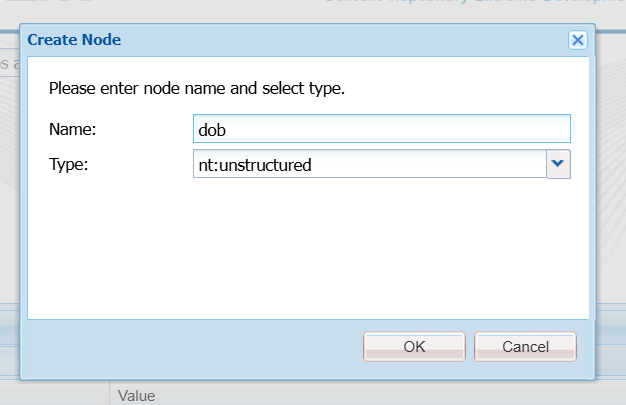 Create Node
Please enter node name and select type.
Name:
dob
Type:
nt:unstructured
OK
Cancel
Value